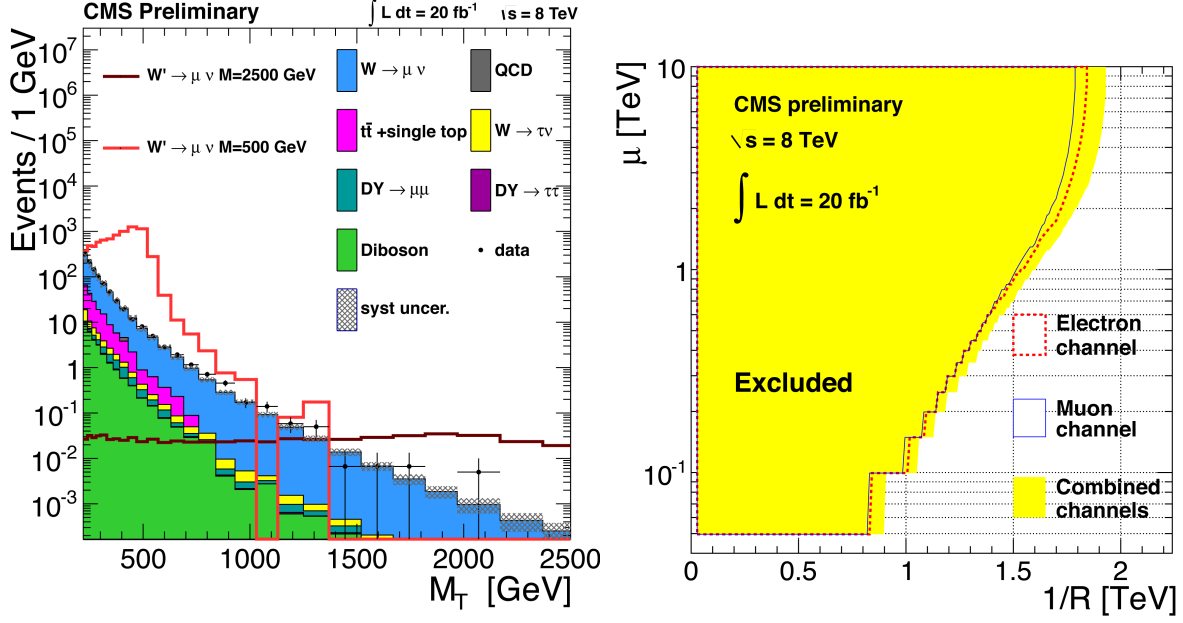 CMS Preliminary ∫ L dt = 20 fb⁻¹ √s = 8 TeV
Events / 1 GeV
10⁷
10⁶
10⁵
10⁴
10³
10²
10
1
10⁻¹
10⁻²
10⁻³
W' → μ ν M=2500 GeV
W' → μ ν M=500 GeV
W → μ ν
QCD
tt̄ +single top
W → τν
DY → μμ
DY → ττ
Diboson
data
syst uncer.
500 1000 1500 2000 2500
M_T [GeV]
μ [TeV]
10
1
10⁻¹
CMS preliminary
√s = 8 TeV
∫ L dt = 20 fb⁻¹
Excluded
Electron
channel
Muon
channel
Combined
channels
0 0.5 1 1.5 2
1/R [TeV]